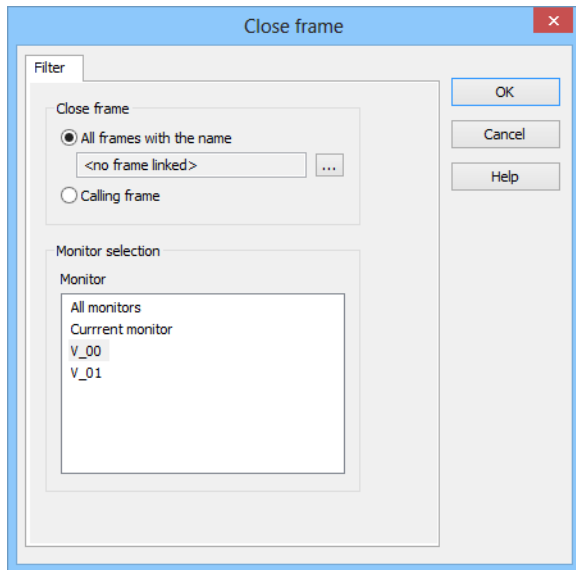 Close frame
Filter
Close frame
All frames with the name
<no frame linked>
...
Calling frame
Monitor selection
Monitor
All monitors
Currrent monitor
V_00
V_01
OK
Cancel
Help